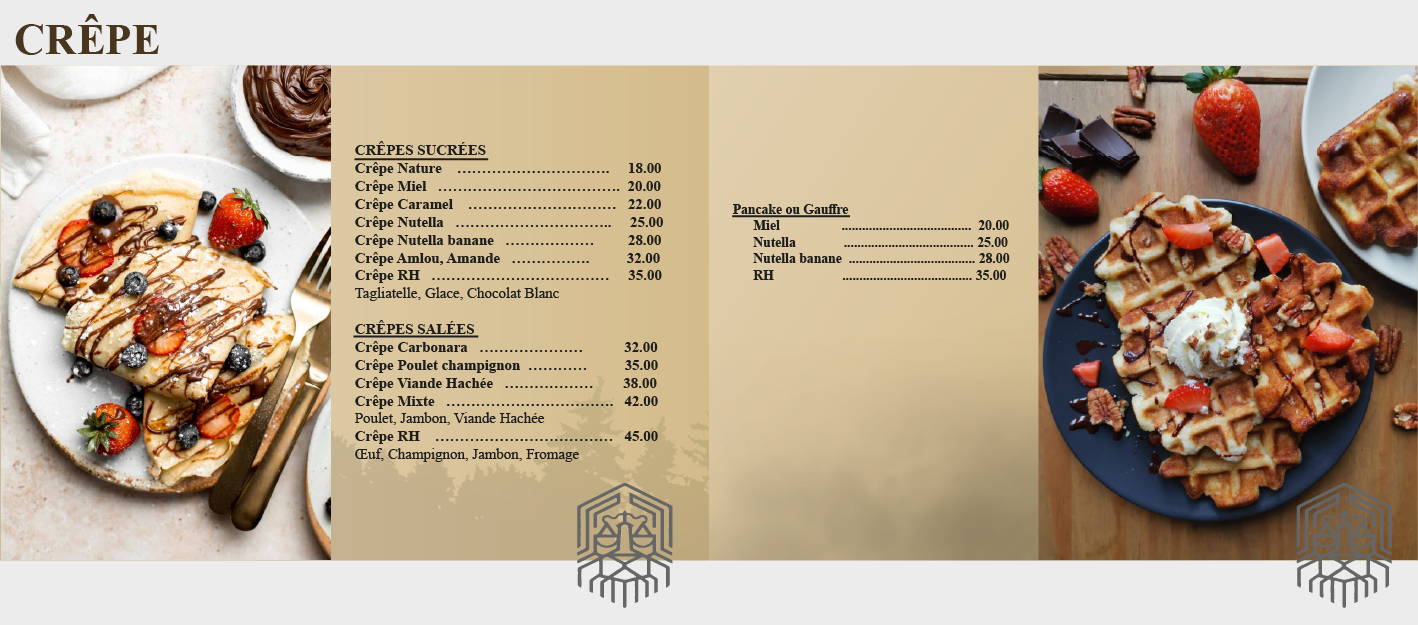 CRÊPE
CRÊPES SUCRÉES
Crêpe Nature ................................ 18.00
Crêpe Miel ...................................... 20.00
Crêpe Caramel ............................... 22.00
Crêpe Nutella ................................ 25.00
Crêpe Nutella banane .................. 28.00
Crêpe Amlou, Amande ................ 32.00
Crêpe RH ..................................... 35.00
Tagliatelle, Glace, Chocolat Blanc
CRÊPES SALÉES
Crêpe Carbonara ..................... 32.00
Crêpe Poulet champignon ............ 35.00
Crêpe Viande Hachée .................. 38.00
Crêpe Mixte .................................. 42.00
Poulet, Jambon, Viande Hachée
Crêpe RH ..................................... 45.00
Œuf, Champignon, Jambon, Fromage
Pancake ou Gauffre
Miel ....................................... 20.00
Nutella ....................................... 25.00
Nutella banane ...................................... 28.00
RH ....................................... 35.00